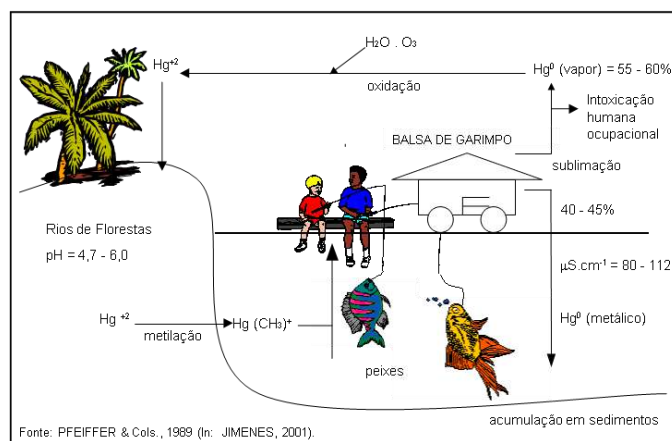 H2O . O3
Hg+2
oxidação
Hg0 (vapor) = 55 - 60%
Intoxicação
humana
ocupacional
BALSA DE GARIMPO
sublimação
40 - 45%
Rios de Florestas
pH = 4,7 - 6,0
µS.cm-1 = 80 - 112
Hg +2
metilação
Hg (CH3)+
Hg0 (metálico)
peixes
acumulação em sedimentos
Fonte: PFEIFFER & Cols., 1989 (In: JIMENES, 2001).